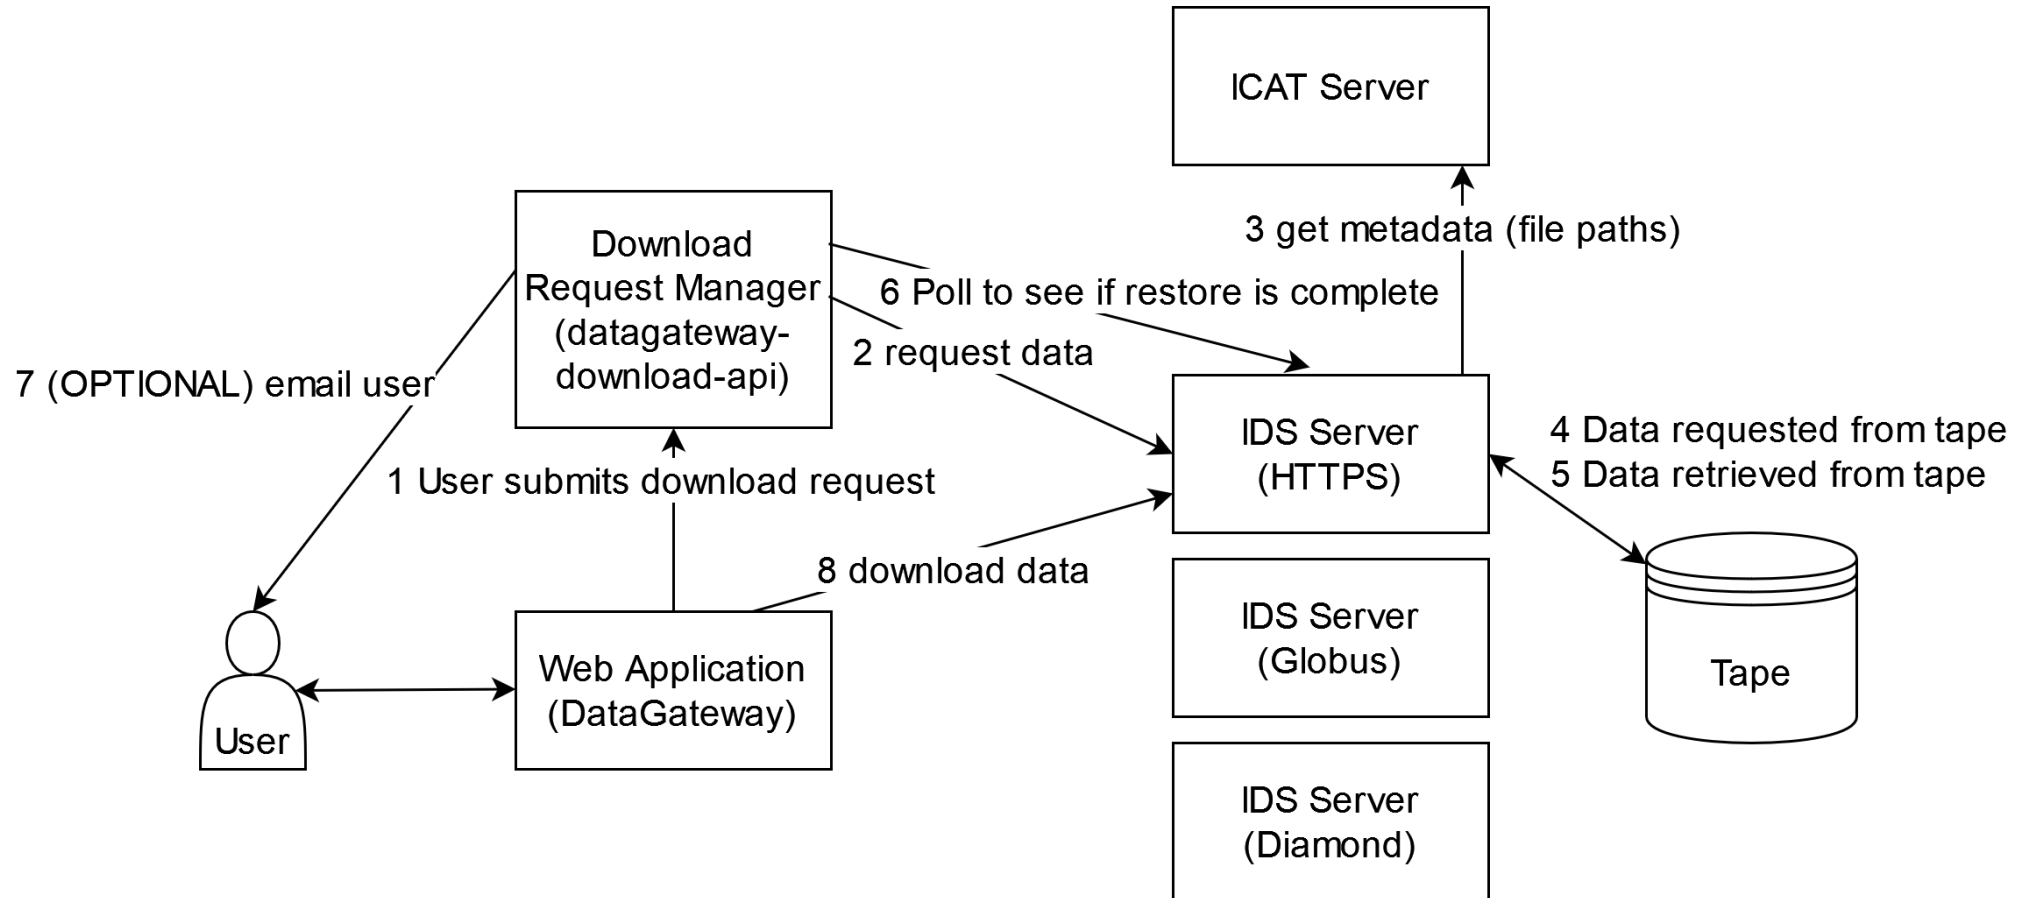 ICAT Server
3 get metadata (file paths)
Download
Request Manager
(datagateway-
download-api)
6 Poll to see if restore is complete
2 request data
7 (OPTIONAL) email user
1 User submits download request
IDS Server
(HTTPS)
4 Data requested from tape
5 Data retrieved from tape
8 download data
IDS Server
(Globus)
Tape
Web Application
(DataGateway)
User
IDS Server
(Diamond)